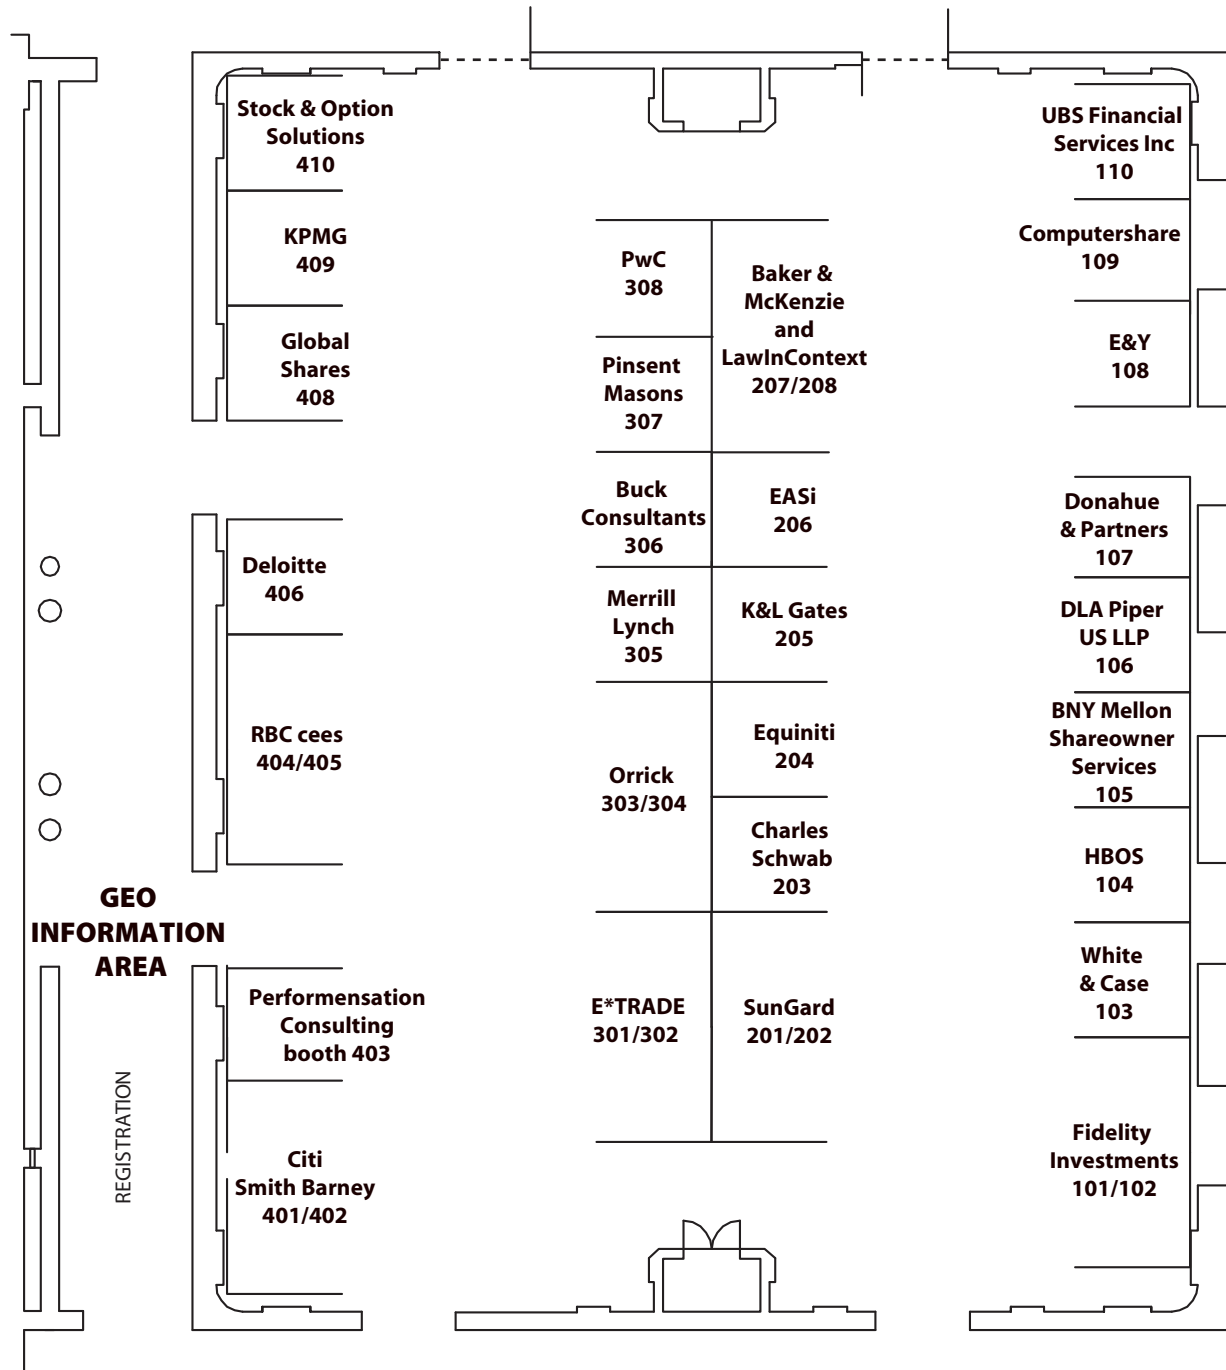 Stock & Option
Solutions
410
KPMG
409
Global
Shares
408
Deloitte
406
RBC cees
404/405
GEO
INFORMATION
AREA
Performensation
Consulting
booth 403
REGISTRATION
Citi
Smith Barney
401/402
PwC
308
Pinsent
Masons
307
Buck
Consultants
306
Merrill
Lynch
305
Orrick
303/304
E*TRADE
301/302
Baker &
McKenzie
and
LawInContext
207/208
EASi
206
K&L Gates
205
Equiniti
204
Charles
Schwab
203
SunGard
201/202
UBS Financial
Services Inc
110
Computershare
109
E&Y
108
Donahue
& Partners
107
DLA Piper
US LLP
106
BNY Mellon
Shareowner
Services
105
HBOS
104
White
& Case
103
Fidelity
Investments
101/102